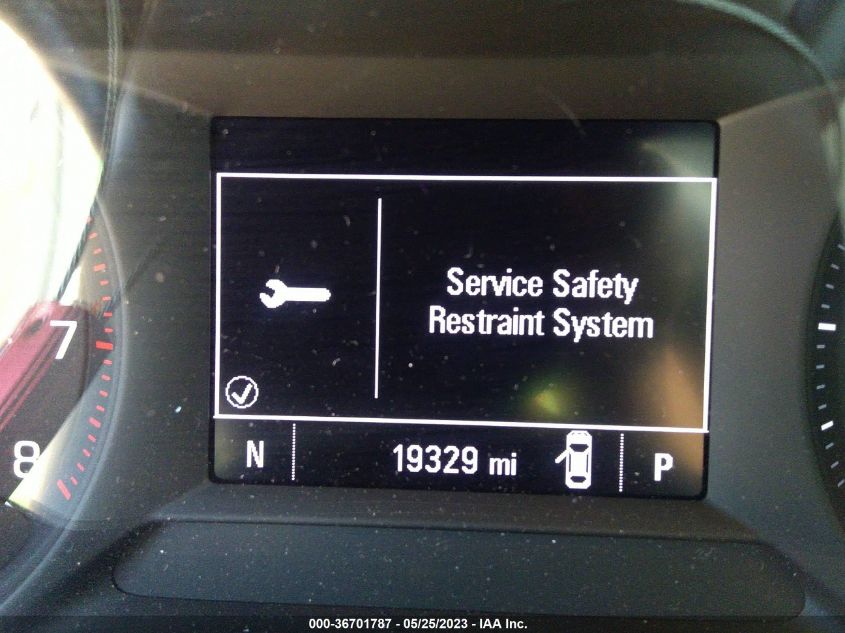 Service Safety
Restraint System
7
8
N 19329 mi P
000-36701787 - 05/25/2023 - IAA Inc.